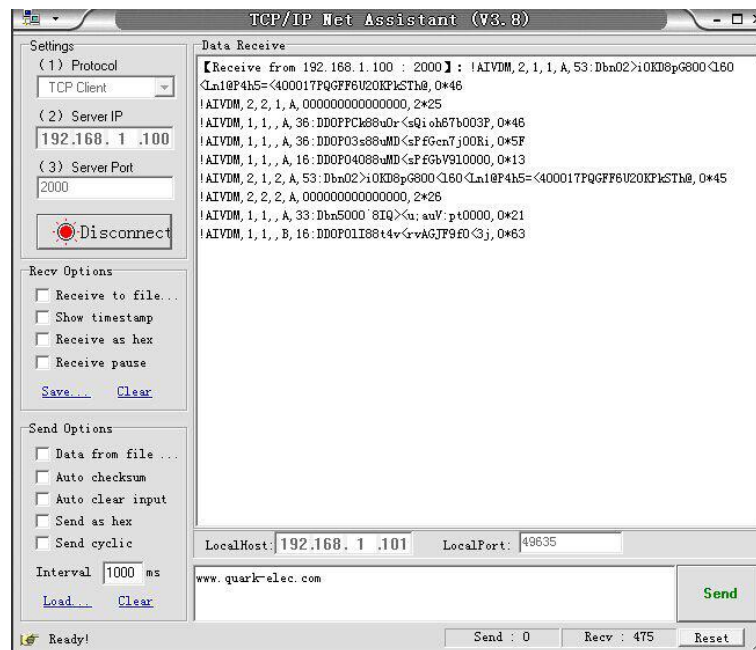 TCP/IP Net Assistant (V3.8)
Settings
(1) Protocol
TCP Client
(2) Server IP
192.168. 1 .100
(3) Server Port
2000
Disconnect
Recv Options
Receive to file...
Show timestamp
Receive as hex
Receive pause
Save... Clear
Send Options
Data from file ...
Auto checksum
Auto clear input
Send as hex
Send cyclic
Interval 1000 ms
Load... Clear
Data Receive
【Receive from 192.168.1.100 : 2000】: !AIVDM,2,1,1,A,53:Dbn02>i0KD8pG800<l60
<Ln1@P4h5=<400017PQGFF6U20KPkSTh@,0*46
!AIVDM,2,2,1,A,000000000000000,2*25
!AIVDM,1,1,,A,36:DD0PPCk88uOr<sQioh67b003P,0*46
!AIVDM,1,1,,A,36:DD0P03s88uMD<sPfGcn7j00Ri,0*5F
!AIVDM,1,1,,A,16:DD0P04088uMD<sPfGbV9l0000,0*13
!AIVDM,2,1,2,A,53:Dbn02>i0KD8pG800<l60<Ln1@P4h5=<400017PQGFF6U20KPkSTh@,0*45
!AIVDM,2,2,2,A,000000000000000,2*26
!AIVDM,1,1,,A,33:Dbn5000`8IQ><u;auV:pt0000,0*21
!AIVDM,1,1,,B,16:DD0P01I88t4v<rvAGJF9f0<3j,0*63
LocalHost: 192.168. 1 .101 LocalPort: 49635
www.quark-elec.com
Send
Ready! Send : 0 Recv : 475 Reset